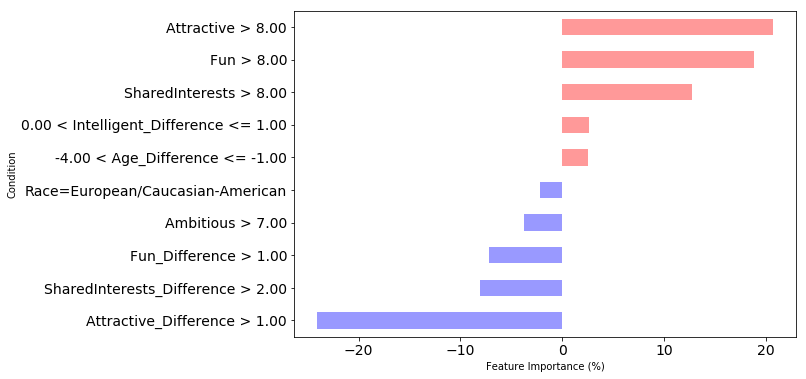 Attractive > 8.00
Fun > 8.00
SharedInterests > 8.00
0.00 < Intelligent_Difference <= 1.00
-4.00 < Age_Difference <= -1.00
Race=European/Caucasian-American
Ambitious > 7.00
Fun_Difference > 1.00
SharedInterests_Difference > 2.00
Attractive_Difference > 1.00
Condition
−20 −10 0 10 20
Feature Importance (%)